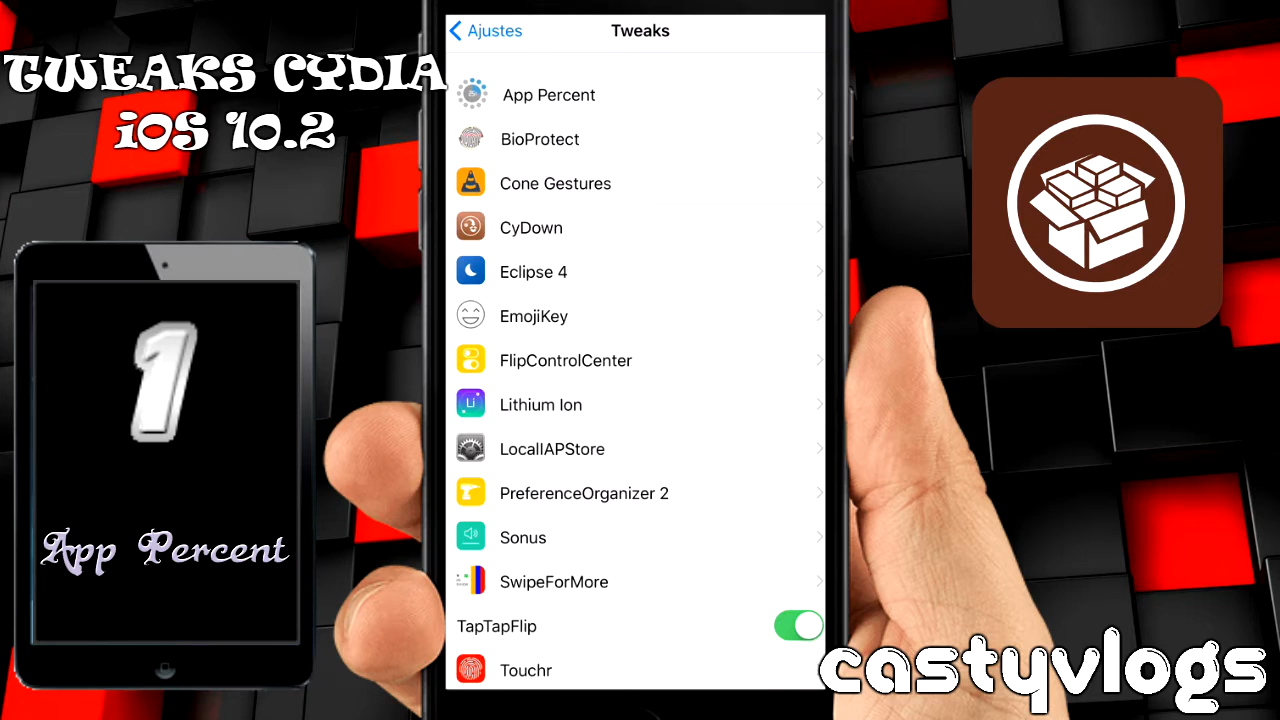 TWEAKS CYDIA
iOS 10.2
1
App Percent
Ajustes
Tweaks
App Percent
BioProtect
Cone Gestures
CyDown
Eclipse 4
EmojiKey
FlipControlCenter
Lithium Ion
Li
LocalIAPStore
PreferenceOrganizer 2
Sonus
SwipeForMore
TapTapFlip
Touchr
castyvlogs